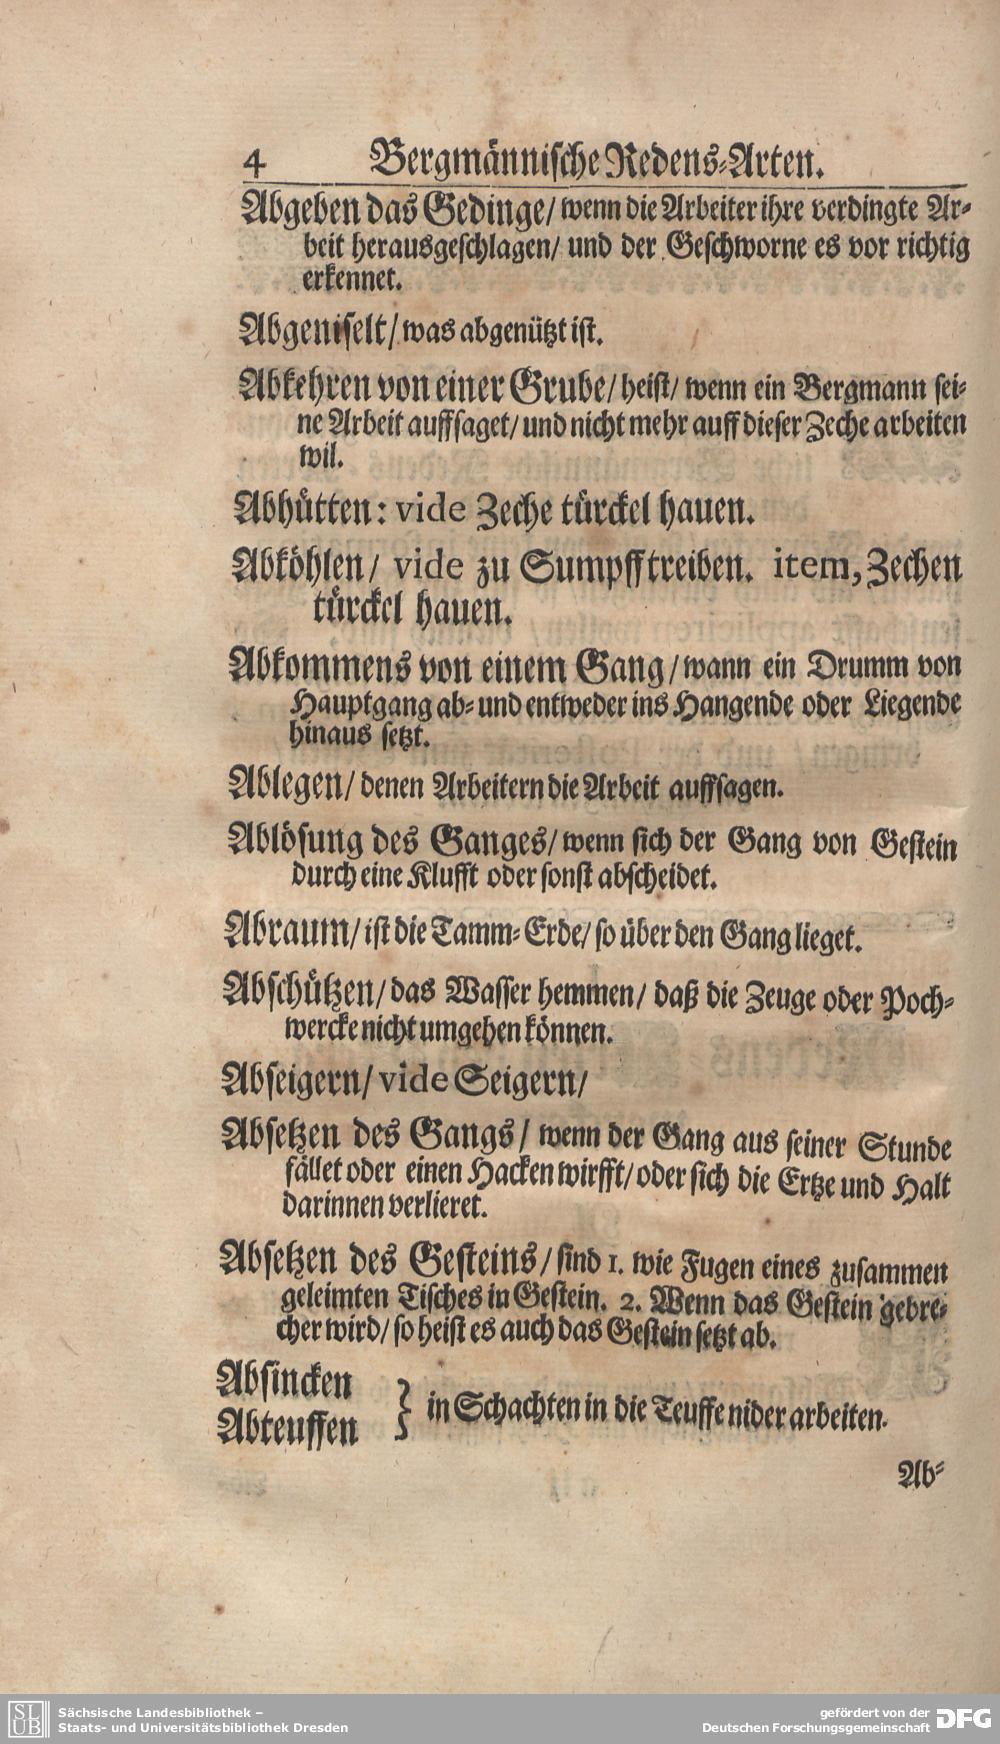 4 Bergmännische Redens-Arten.
Abgeben das Gedinge/ wenn die Arbeiter ihre verdingte Ar-
beit herausgeschlagen/ und der Geschworne es vor richtig
erkennet.
Abgeniselt/ was abgenützt ist.
Abkehren von einer Grube/ heist/ wenn ein Bergmann sei-
ne Arbeit auffsaget/ und nicht mehr auff dieser Zeche arbeiten
wil.
Abhütten: vide Zeche türckel hauen.
Abköhlen/ vide zu Sumpff treiben. item, Zechen
türckel hauen.
Abkommens von einem Gang/ wann ein Drumm von
Hauptgang ab- und entweder ins Hangende oder Liegende
hinaus setzt.
Ablegen/ denen Arbeitern die Arbeit auffsagen.
Ablösung des Ganges/ wenn sich der Gang von Gestein
durch eine Klufft oder sonst abscheidet.
Abraum/ ist die Tamm-Erde/ so über den Gang lieget.
Abschützen/ das Wasser hemmen/ daß die Zeuge oder Poch-
wercke nicht umgehen können.
Abseigern/ vide Seigern/
Absetzen des Gangs/ wenn der Gang aus seiner Stunde
fället oder einen Hacken wirfft/ oder sich die Ertze und Halt
darinnen verlieret.
Absetzen des Gesteins/ sind 1. wie Fugen eines zusammen
geleimten Tisches in Gestein. 2. Wenn das Gestein gebre-
cher wird/ so heist es auch das Gestein setzt ab.
Absincken
Abteuffen } in Schachten in die Teuffe nider arbeiten.
Ab-
SLUB
Sächsische Landesbibliothek –
Staats- und Universitätsbibliothek Dresden
gefördert von der
Deutschen Forschungsgemeinschaft
DFG